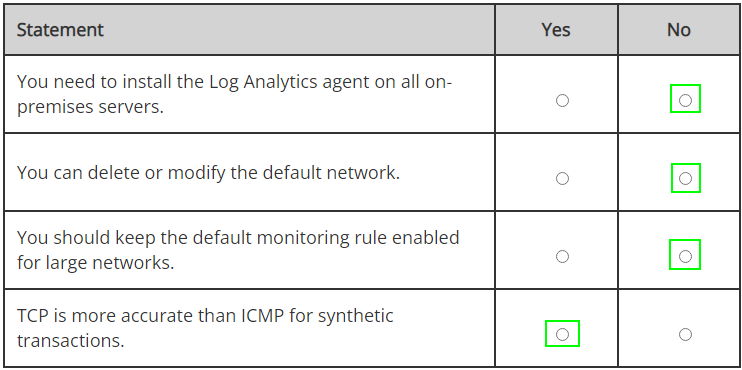 Statement Yes No
You need to install the Log Analytics agent on all on-
premises servers.
You can delete or modify the default network.
You should keep the default monitoring rule enabled
for large networks.
TCP is more accurate than ICMP for synthetic
transactions.